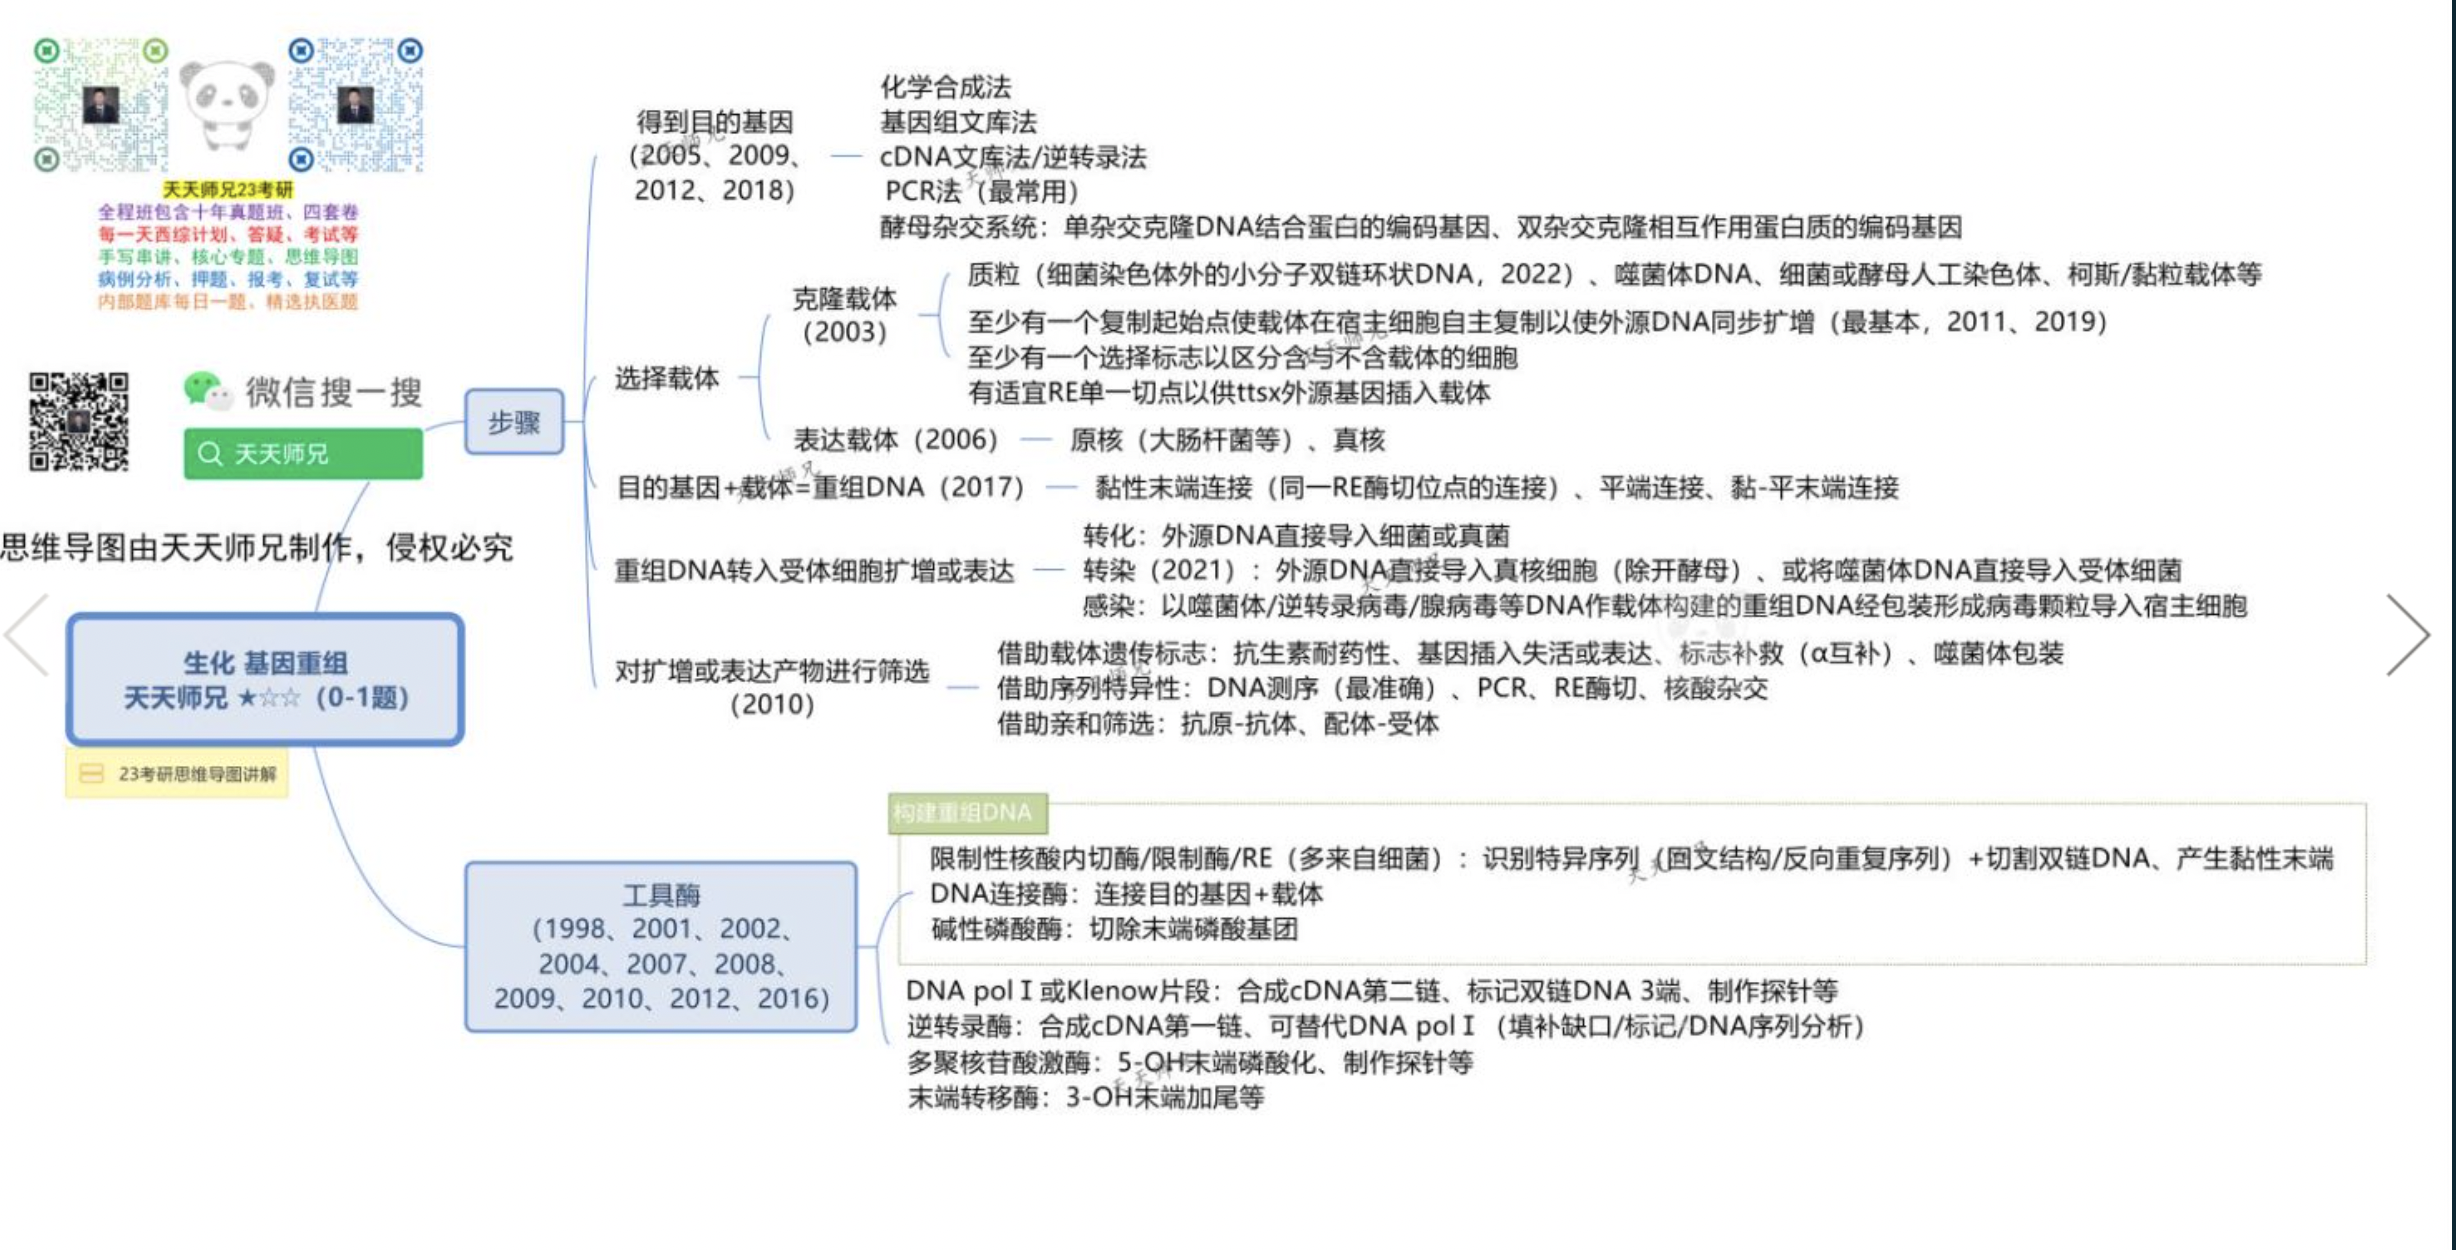 天天师兄23考研
全程班包含十年真题班、四套卷
每一天西综计划、答疑、考试等
手写串讲、核心专题、思维导图
病例分析、押题、报考、复试等
内部题库每日一题、精选执医题
微信搜一搜
天天师兄
思维导图由天天师兄制作，侵权必究
生化 基因重组
天天师兄 ★☆☆（0-1题）
23考研思维导图讲解
步骤
得到目的基因
（2005、2009、
2012、2018）
化学合成法
基因组文库法
cDNA文库法/逆转录法
PCR法（最常用）
酵母杂交系统：单杂交克隆DNA结合蛋白的编码基因、双杂交克隆相互作用蛋白质的编码基因
选择载体
克隆载体
（2003）
质粒（细菌染色体外的小分子双链环状DNA，2022）、噬菌体DNA、细菌或酵母人工染色体、柯斯/黏粒载体等
至少有一个复制起始点使载体在宿主细胞自主复制以使外源DNA同步扩增（最基本，2011、2019）
至少有一个选择标志以区分含与不含载体的细胞
有适宜RE单一切点以供ttsx外源基因插入载体
表达载体（2006）
原核（大肠杆菌等）、真核
目的基因+载体=重组DNA（2017）
黏性末端连接（同一RE酶切位点的连接）、平端连接、黏-平末端连接
重组DNA转入受体细胞扩增或表达
转化：外源DNA直接导入细菌或真菌
转染（2021）：外源DNA直接导入真核细胞（除开酵母）、或将噬菌体DNA直接导入受体细菌
感染：以噬菌体/逆转录病毒/腺病毒等DNA作载体构建的重组DNA经包装形成病毒颗粒导入宿主细胞
对扩增或表达产物进行筛选
（2010）
借助载体遗传标志：抗生素耐药性、基因插入失活或表达、标志补救（α互补）、噬菌体包装
借助序列特异性：DNA测序（最准确）、PCR、RE酶切、核酸杂交
借助亲和筛选：抗原-抗体、配体-受体
工具酶
（1998、2001、2002、
2004、2007、2008、
2009、2010、2012、2016）
构建重组DNA
限制性核酸内切酶/限制酶/RE（多来自细菌）：识别特异序列（回文结构/反向重复序列）+切割双链DNA、产生黏性末端
DNA连接酶：连接目的基因+载体
碱性磷酸酶：切除末端磷酸基团
DNA pol I 或Klenow片段：合成cDNA第二链、标记双链DNA 3端、制作探针等
逆转录酶：合成cDNA第一链、可替代DNA pol I （填补缺口/标记/DNA序列分析）
多聚核苷酸激酶：5-OH末端磷酸化、制作探针等
末端转移酶：3-OH末端加尾等